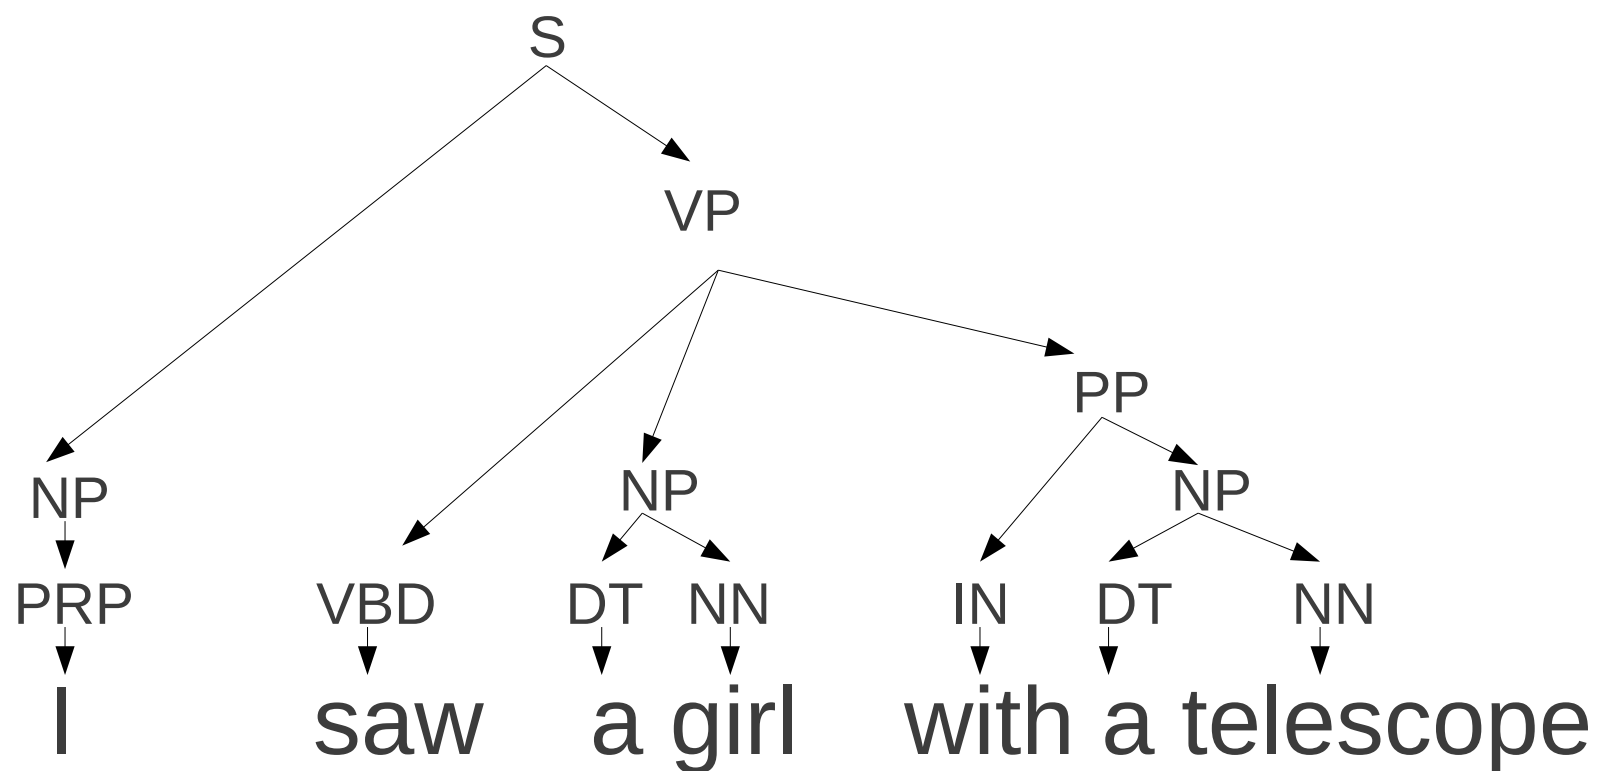 S
VP
PP
NP
NP
NP
PRP VBD DT NN IN DT NN
I saw a girl with a telescope